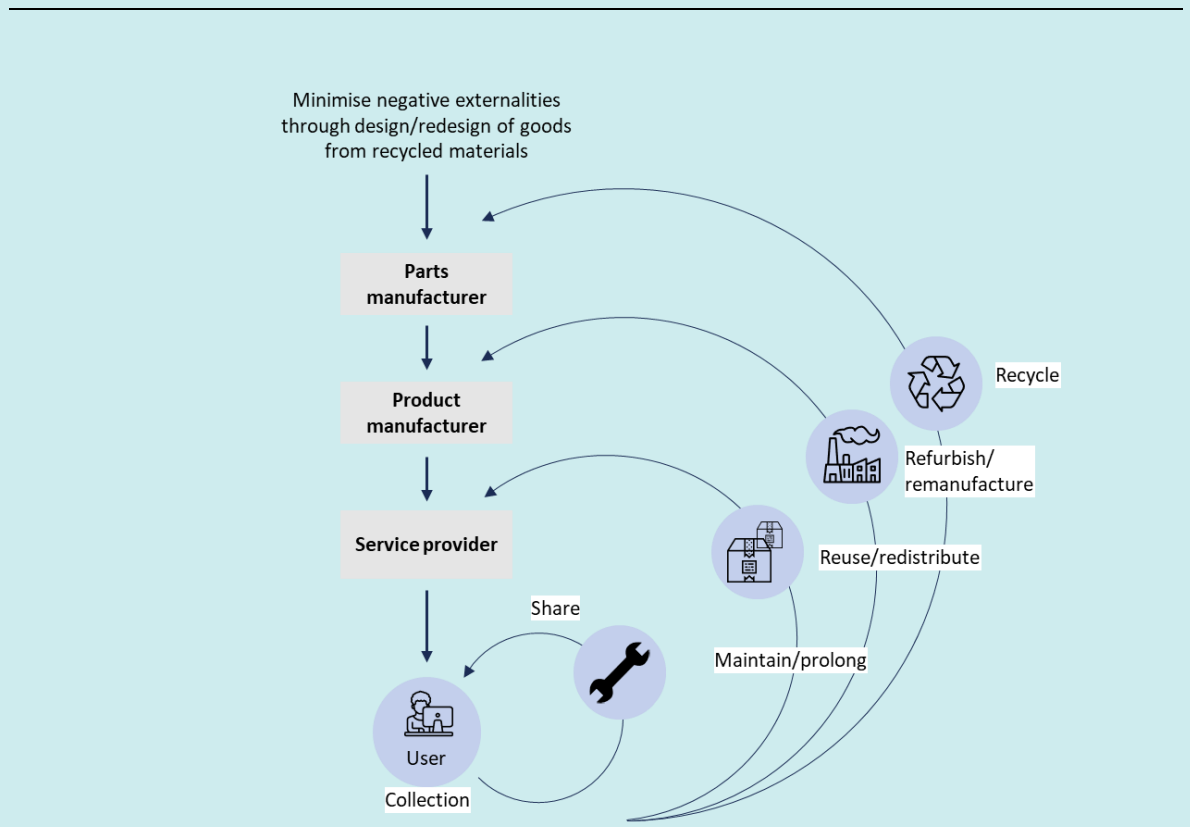 Minimise negative externalities
through design/redesign of goods
from recycled materials
Parts
manufacturer
Product
manufacturer
Service provider
User
Collection
Share
Maintain/prolong
Reuse/redistribute
Refurbish/
remanufacture
Recycle